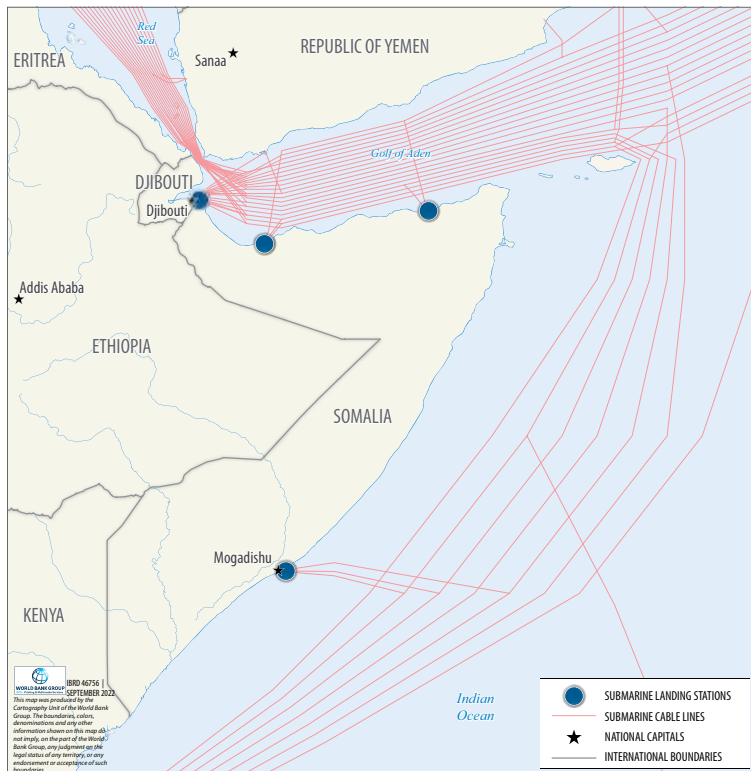 Red
Sea
Sanaa
REPUBLIC OF YEMEN
ERITREA
Golf of Aden
DJIBOUTI
Djibouti
Addis Ababa
ETHIOPIA
SOMALIA
Mogadishu
KENYA
Indian
Ocean
WORLD BANK GROUP
IBRD 46756 |
SEPTEMBER 2022
This map was produced by the
Cartography Unit of the World Bank
Group. The boundaries, colors,
denominations and any other
information shown on this map do
not imply, on the part of the World
Bank Group, any judgment on the
legal status of any territory, or any
endorsement or acceptance of such
boundaries.
SUBMARINE LANDING STATIONS
SUBMARINE CABLE LINES
NATIONAL CAPITALS
INTERNATIONAL BOUNDARIES